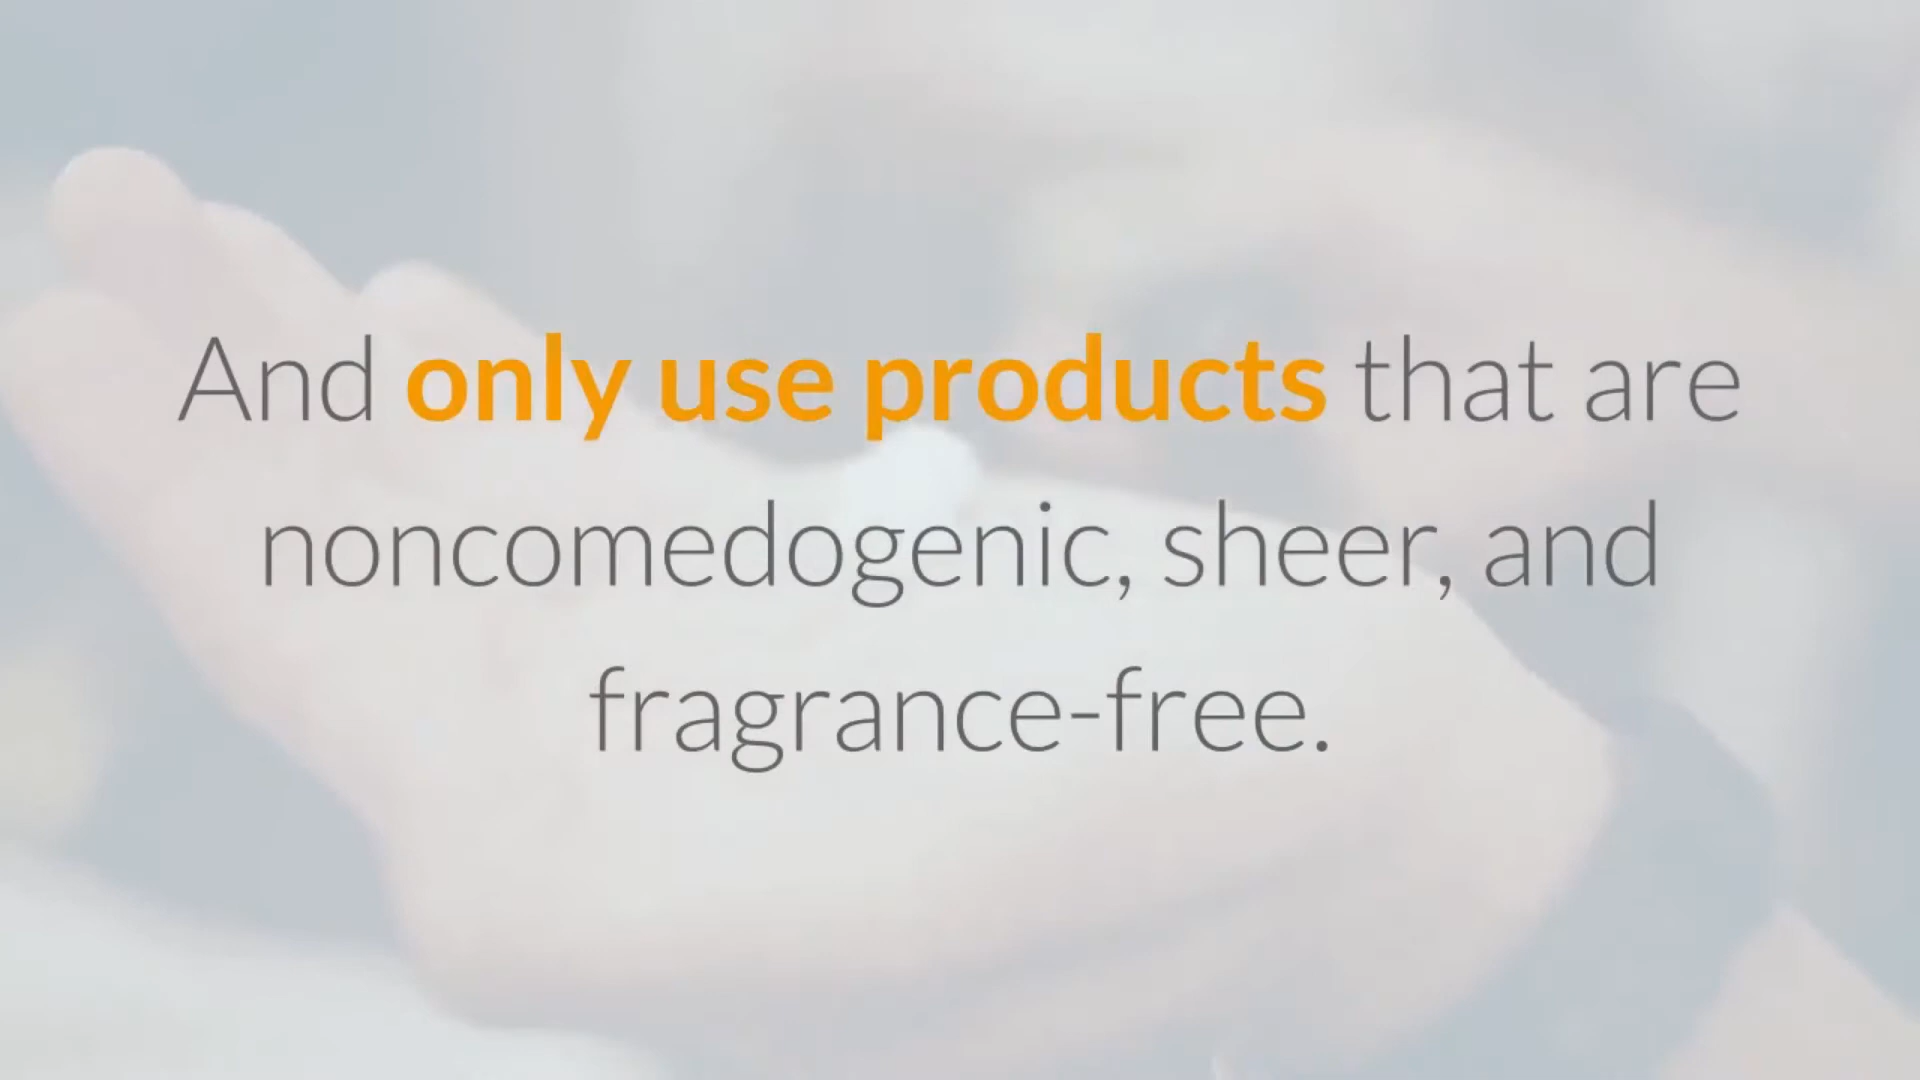 And only use products that are
noncomedogenic, sheer, and
fragrance-free.